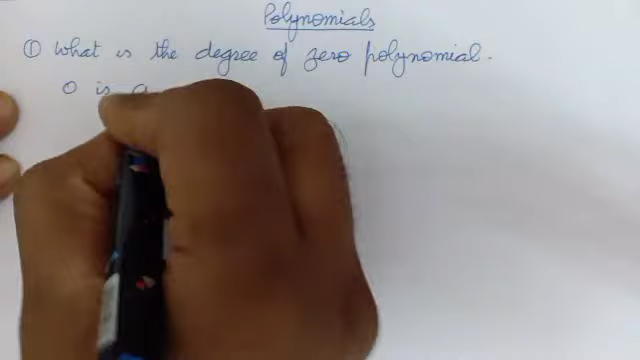 Polynomials
① What is the degree of zero polynomial.
0 is a